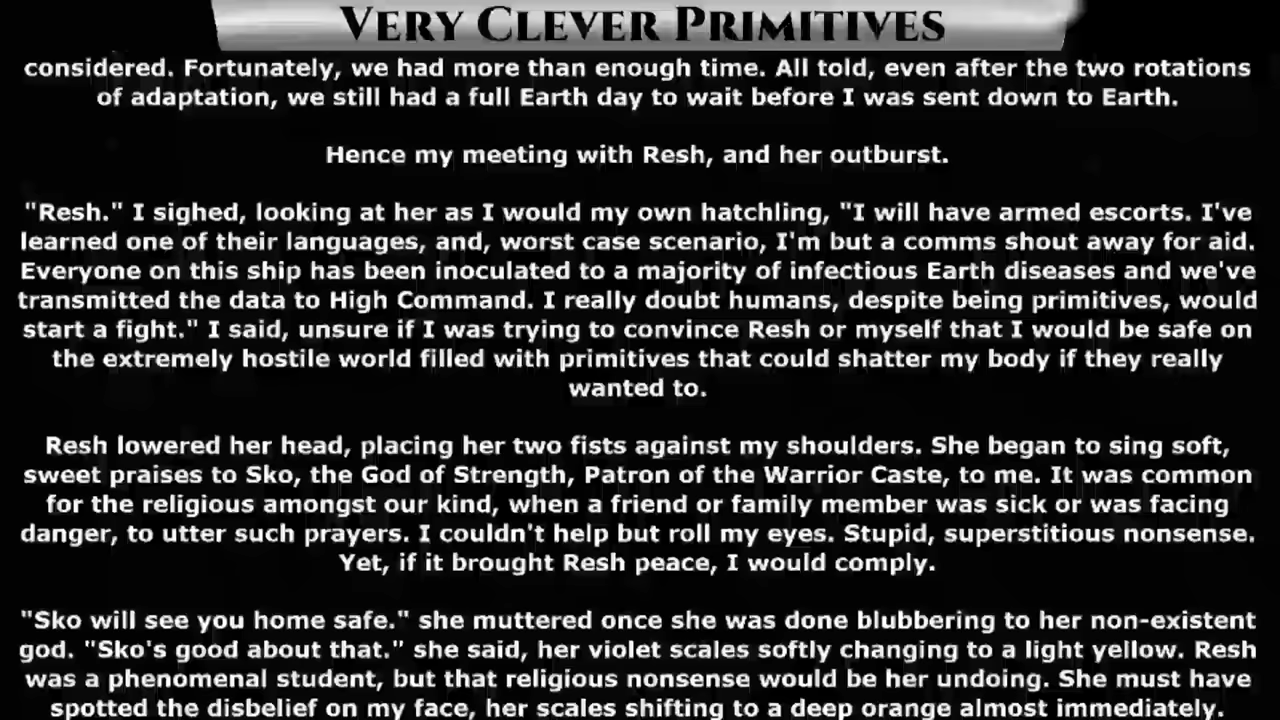 VERY CLEVER PRIMITIVES
considered. Fortunately, we had more than enough time. All told, even after the two rotations
of adaptation, we still had a full Earth day to wait before I was sent down to Earth.
Hence my meeting with Resh, and her outburst.
"Resh." I sighed, looking at her as I would my own hatchling, "I will have armed escorts. I've
learned one of their languages, and, worst case scenario, I'm but a comms shout away for aid.
Everyone on this ship has been inoculated to a majority of infectious Earth diseases and we've
transmitted the data to High Command. I really doubt humans, despite being primitives, would
start a fight." I said, unsure if I was trying to convince Resh or myself that I would be safe on
the extremely hostile world filled with primitives that could shatter my body if they really
wanted to.
Resh lowered her head, placing her two fists against my shoulders. She began to sing soft,
sweet praises to Sko, the God of Strength, Patron of the Warrior Caste, to me. It was common
for the religious amongst our kind, when a friend or family member was sick or was facing
danger, to utter such prayers. I couldn't help but roll my eyes. Stupid, superstitious nonsense.
Yet, if it brought Resh peace, I would comply.
"Sko will see you home safe." she muttered once she was done blubbering to her non-existent
god. "Sko's good about that." she said, her violet scales softly changing to a light yellow. Resh
was a phenomenal student, but that religious nonsense would be her undoing. She must have
spotted the disbelief on my face, her scales shifting to a deep orange almost immediately.